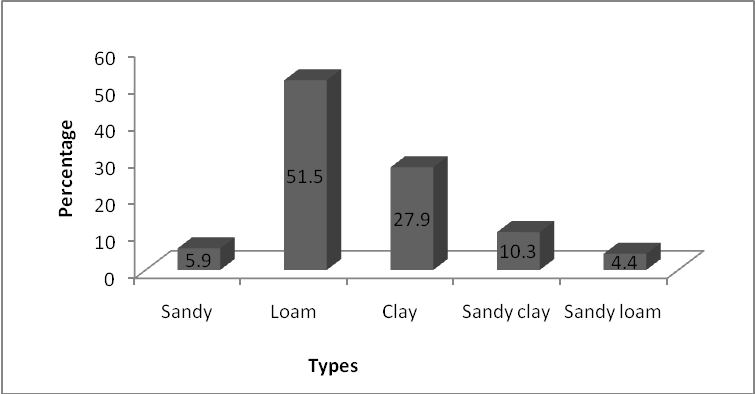 60
50
40
30
20
10
0
Percentage
5.9
51.5
27.9
10.3
4.4
Sandy
Loam
Clay
Sandy clay
Sandy loam
Types